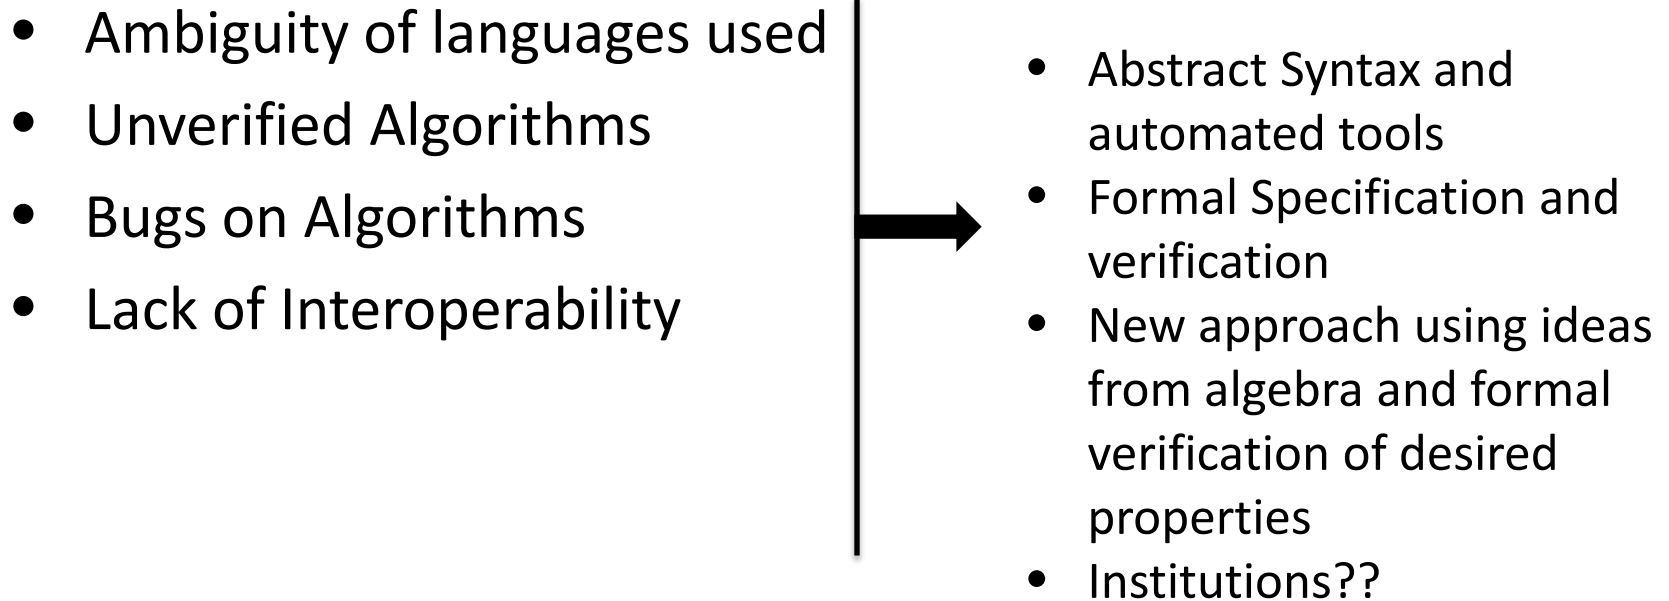 • Ambiguity of languages used
• Unverified Algorithms
• Bugs on Algorithms
• Lack of Interoperability
• Abstract Syntax and
automated tools
• Formal Specification and
verification
• New approach using ideas
from algebra and formal
verification of desired
properties
• Institutions??